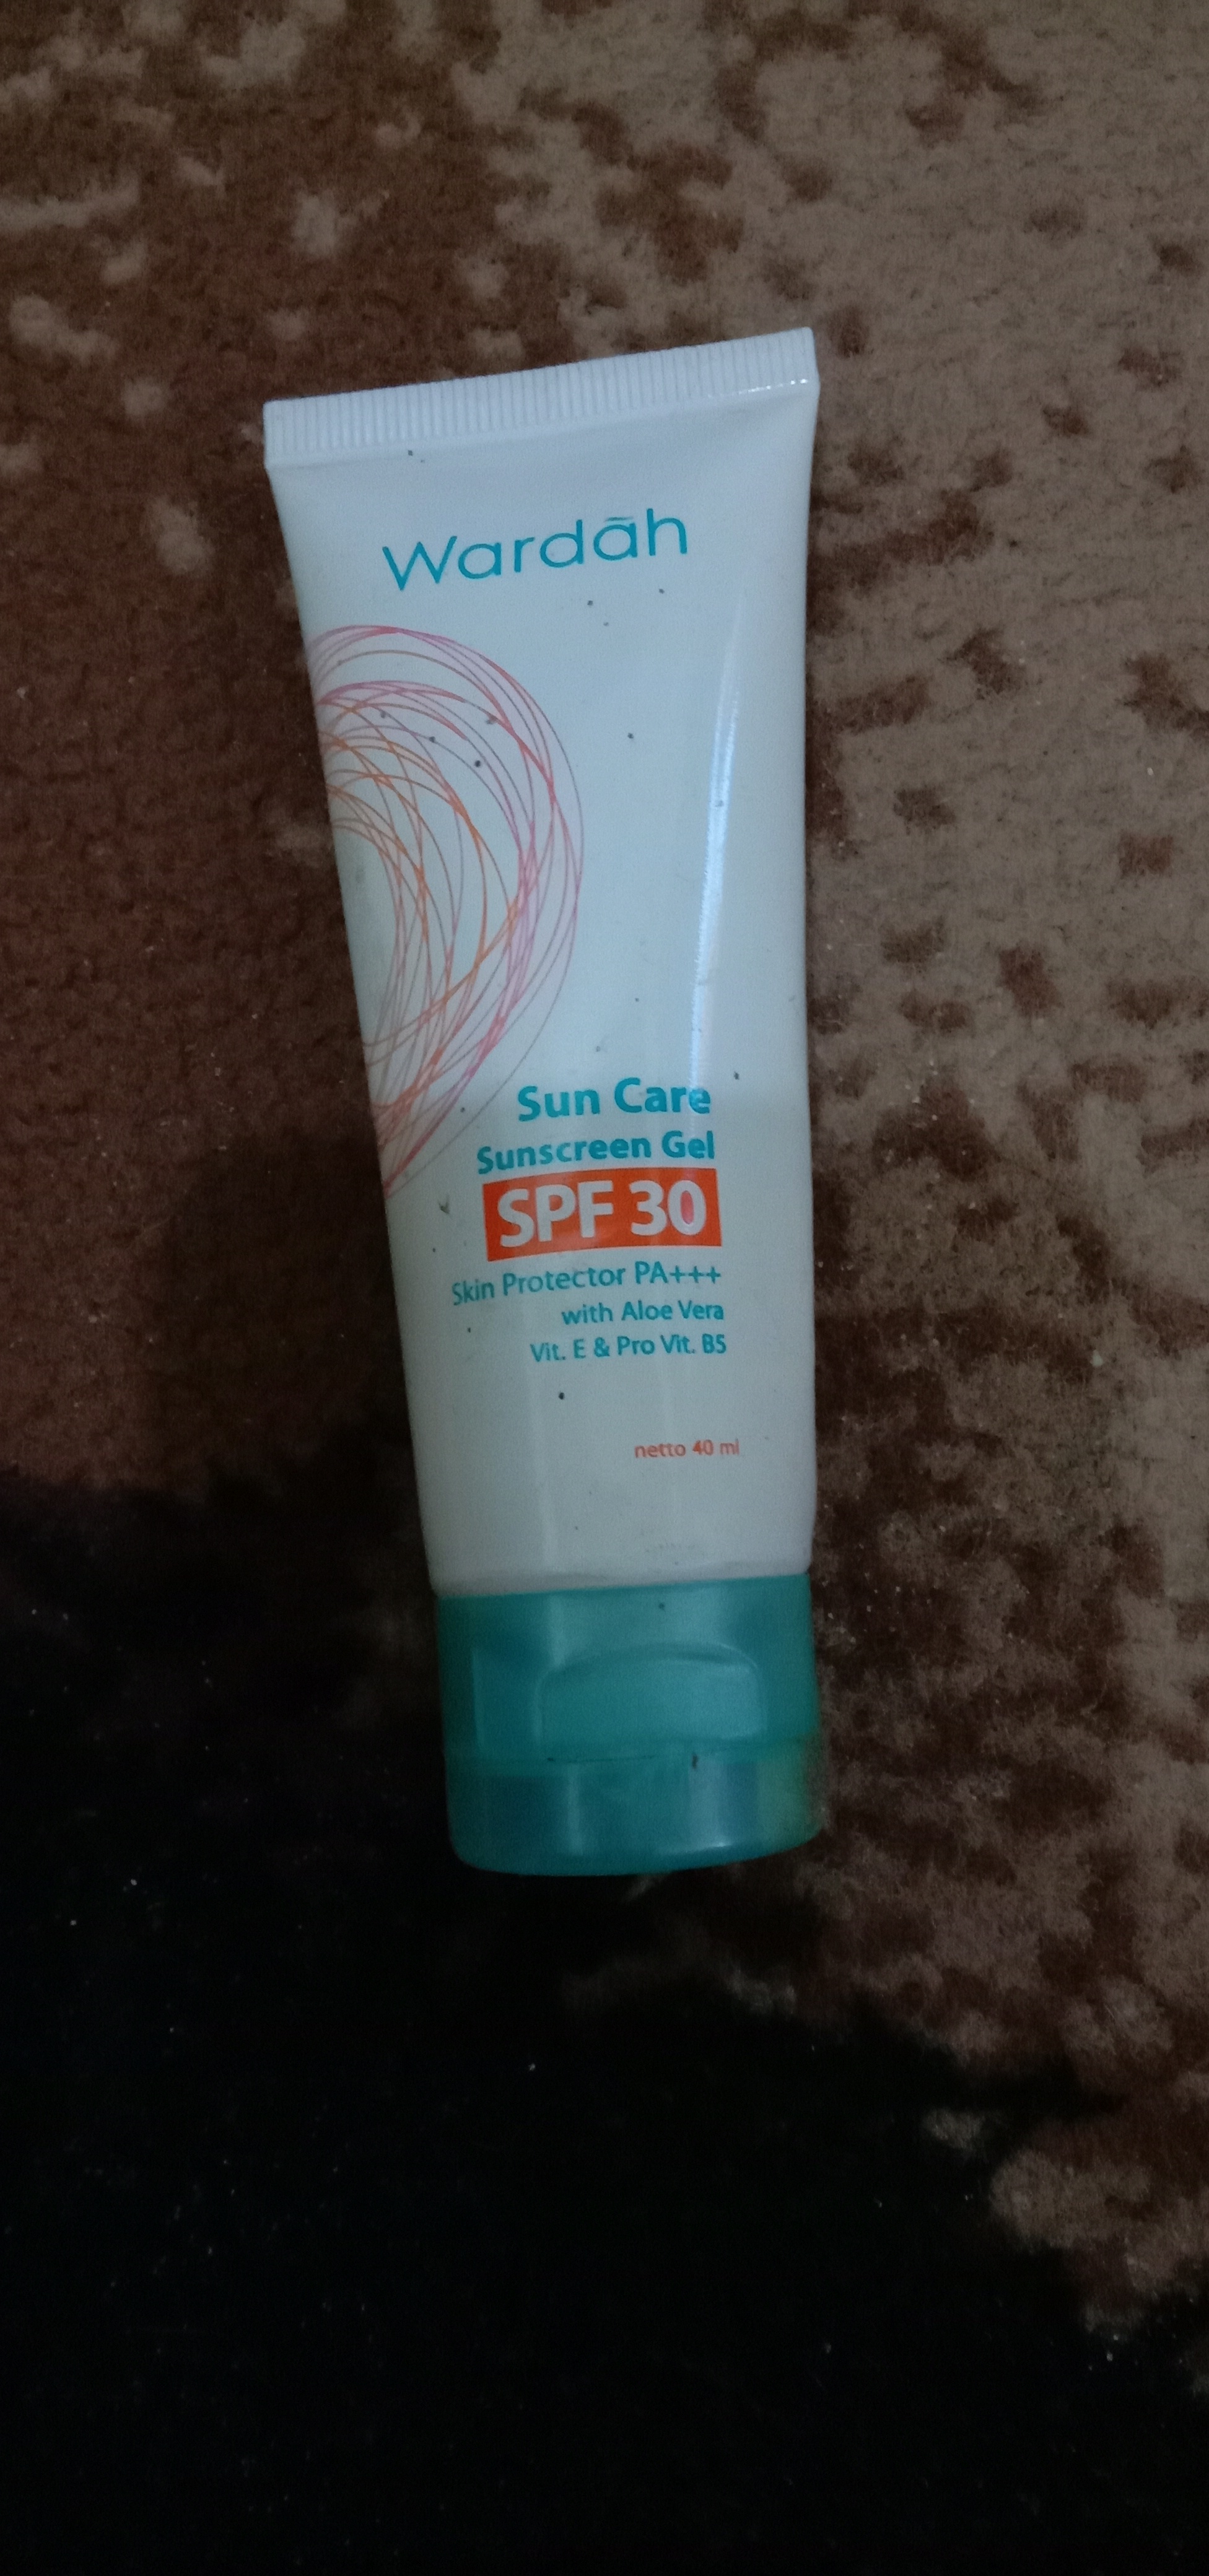 Wardāh
Sun Care
Sunscreen Gel
SPF 30
Skin Protector PA+++
with Aloe Vera
Vit. E & Pro Vit. B5
netto 40 ml